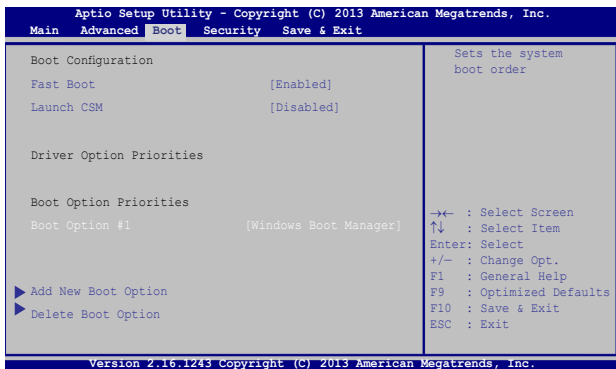 Aptio Setup Utility - Copyright (C) 2013 American Megatrends, Inc.
Main Advanced Boot Security Save & Exit
Boot Configuration
Fast Boot [Enabled]
Launch CSM [Disabled]
Driver Option Priorities
Boot Option Priorities
Boot Option #1 [Windows Boot Manager]
Add New Boot Option
Delete Boot Option
Sets the system
boot order
→← : Select Screen
↑↓ : Select Item
Enter: Select
+/— : Change Opt.
F1 : General Help
F9 : Optimized Defaults
F10 : Save & Exit
ESC : Exit
Version 2.16.1243 Copyright (C) 2013 American Megatrends, Inc.